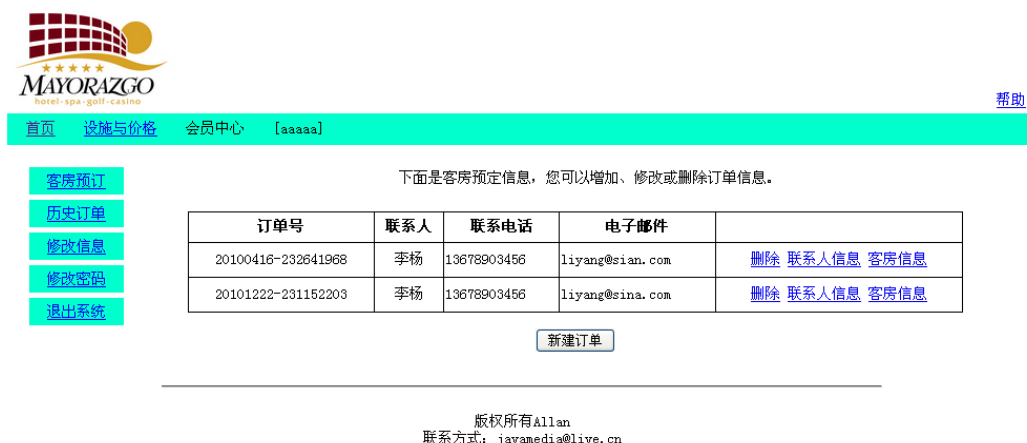 MAYORAZGO
hotel-spa-golf-casino
帮助
首页 设施与价格 会员中心 [aaaaa]
客房预订
历史订单
修改信息
修改密码
退出系统
下面是客房预定信息，您可以增加、修改或删除订单信息。
订单号 联系人 联系电话 电子邮件
20100416-232641968 李杨 13678903456 liyang@sian.com 删除 联系人信息 客房信息
20101222-231152203 李杨 13678903456 liyang@sina.com 删除 联系人信息 客房信息
新建订单
版权所有Allan
联系方式: javamedia@live.cn